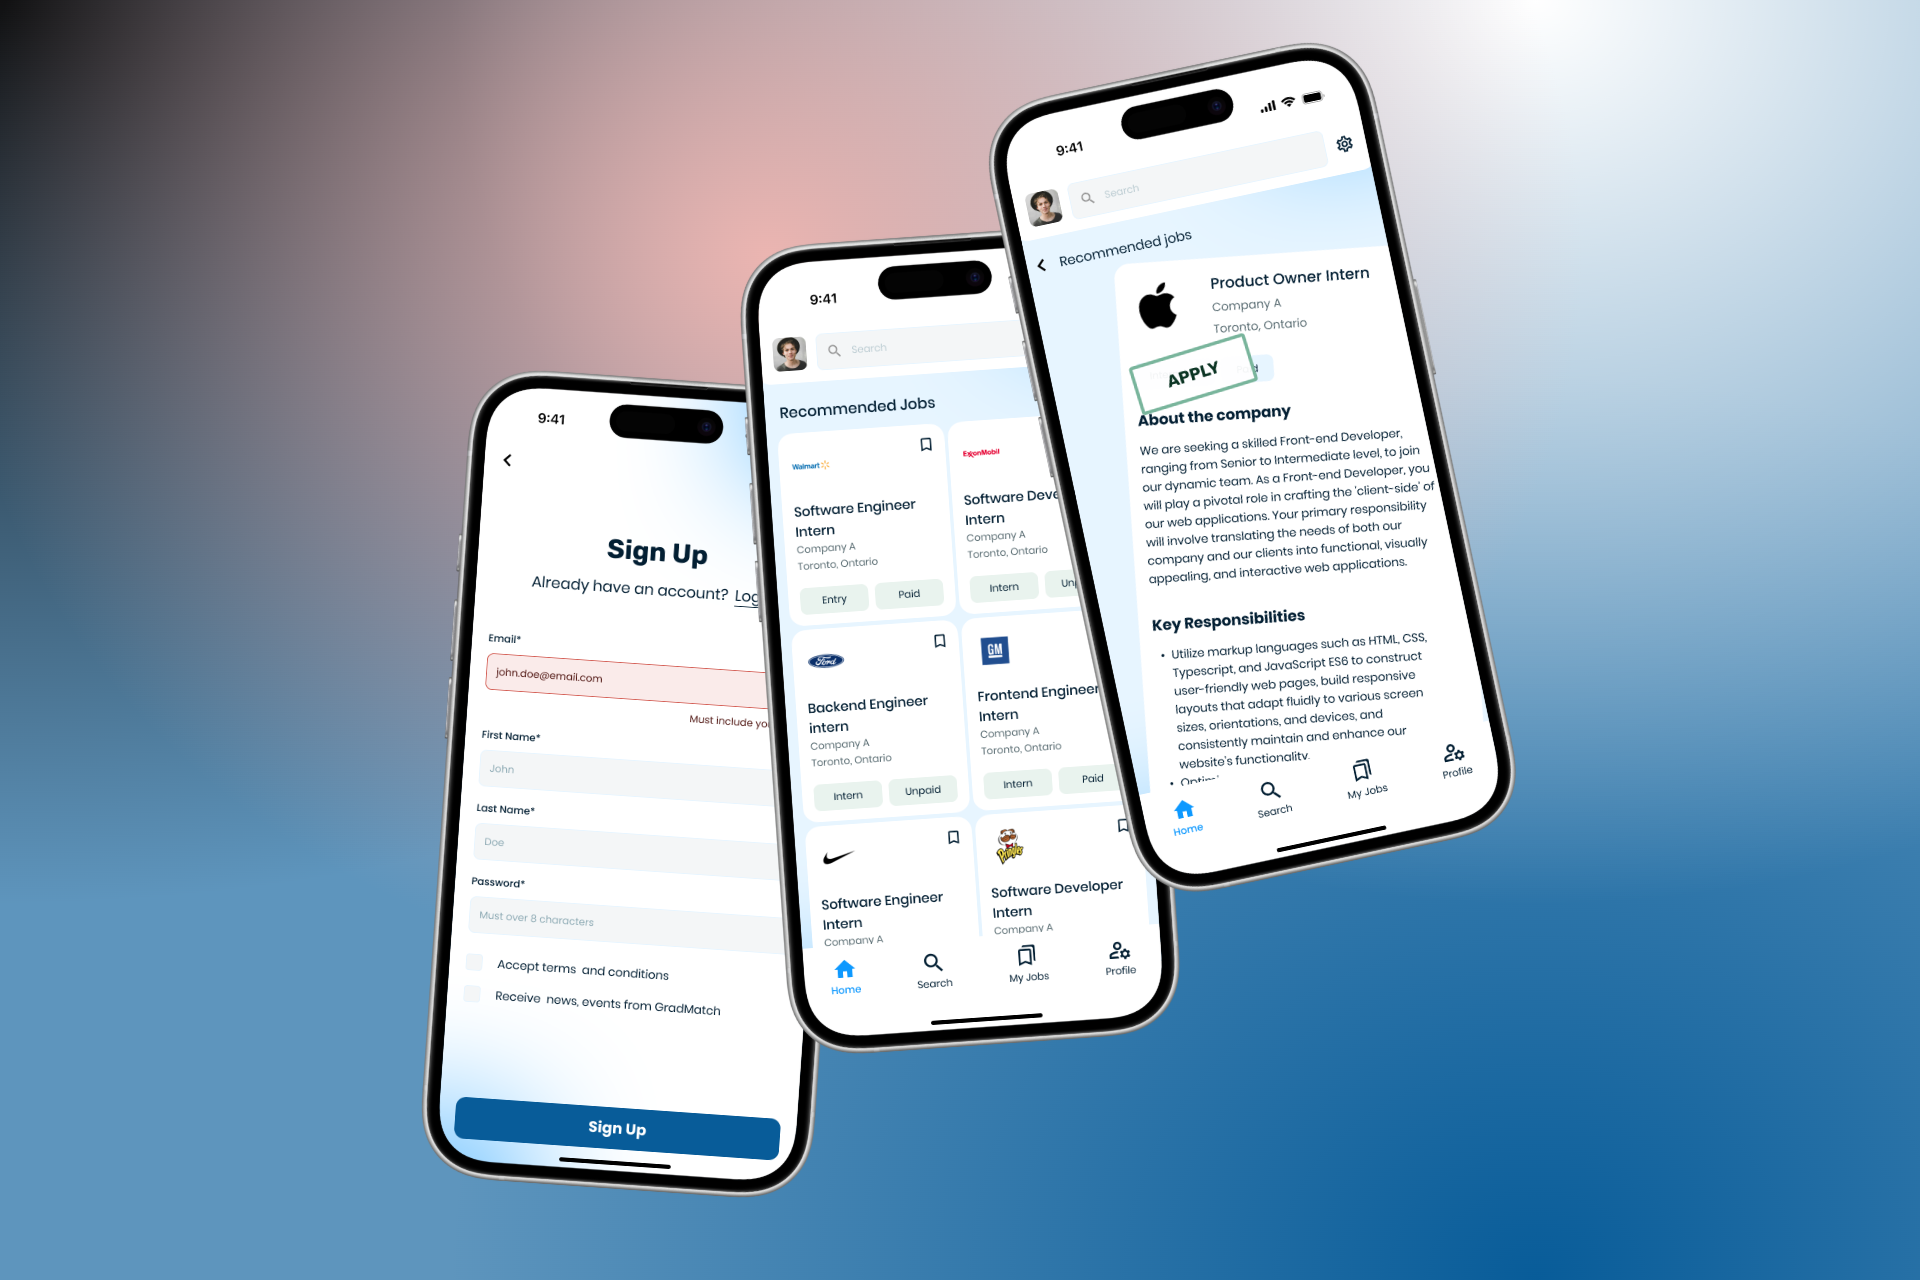 9:41
Sign Up
Already have an account? Log
Email*
john.doe@email.com
Must include
First Name*
John
Last Name*
Doe
Password*
Must over 8 characters
Accept terms and conditions
Receive news, events from GradMatch
Sign Up
9:41
Search
Recommended Jobs
Walmart
Software Engineer
Intern
Company A
Toronto, Ontario
Entry
Paid
ExxonMobil
Software Deve
Intern
Company A
Toronto, Ontario
Intern
Ford
Backend Engineer
intern
Company A
Toronto, Ontario
Intern
Unpaid
GM
Frontend Engineer
Intern
Company A
Toronto, Ontario
Intern
Paid
Software Engineer
Intern
Company A
Pringles
Software Developer
Intern
Company A
Home
Search
My Jobs
Profile
9:41
Search
Recommended jobs
Product Owner Intern
Company A
Toronto, Ontario
APPLY
About the company
We are seeking a skilled Front-end Developer,
ranging from Senior to Intermediate level, to join
our dynamic team. As a Front-end Developer, you
will play a pivotal role in crafting the 'client-side' of
our web applications. Your primary responsibility
will involve translating the needs of both our
company and our clients into functional, visually
appealing, and interactive web applications.
Key Responsibilities
• Utilize markup languages such as HTML, CSS,
Typescript, and JavaScript ES6 to construct
user-friendly web pages, build responsive
layouts that adapt fluidly to various screen
sizes, orientations, and devices, and
consistently maintain and enhance our
website's functionality.
Home
Search
My Jobs
Profile